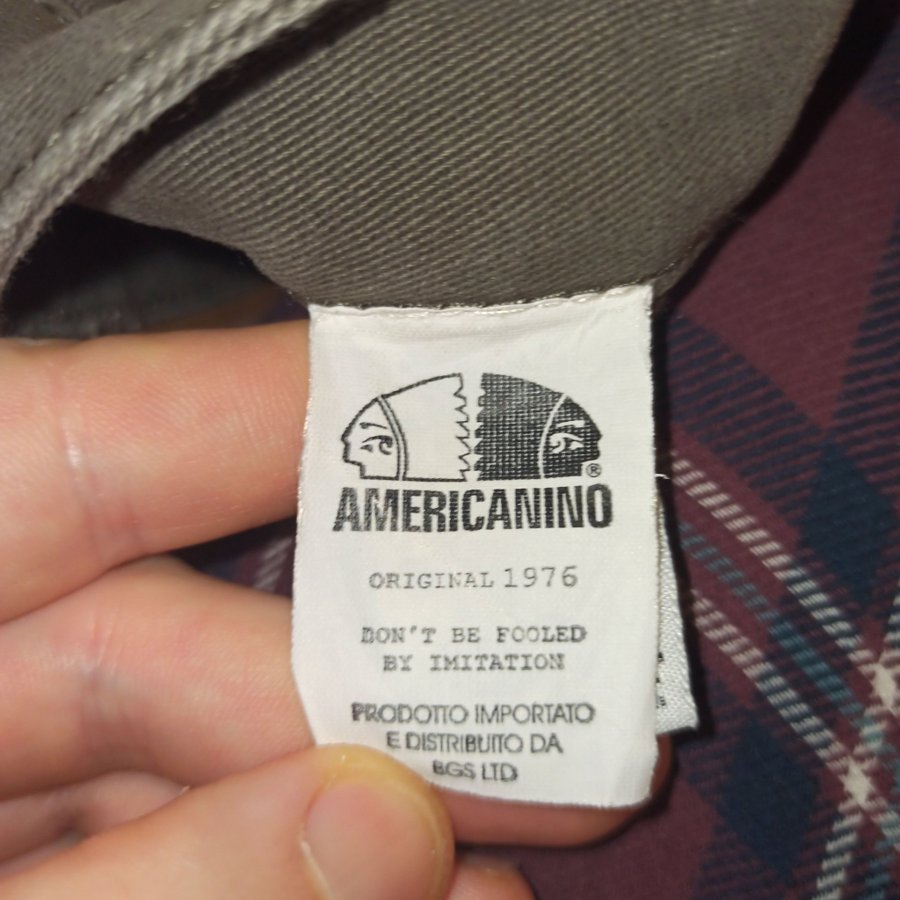 ®
AMERICANINO
ORIGINAL 1976
DON'T BE FOOLED
BY IMITATION
PRODOTTO IMPORTATO
E DISTRIBUITO DA
BGS LTD